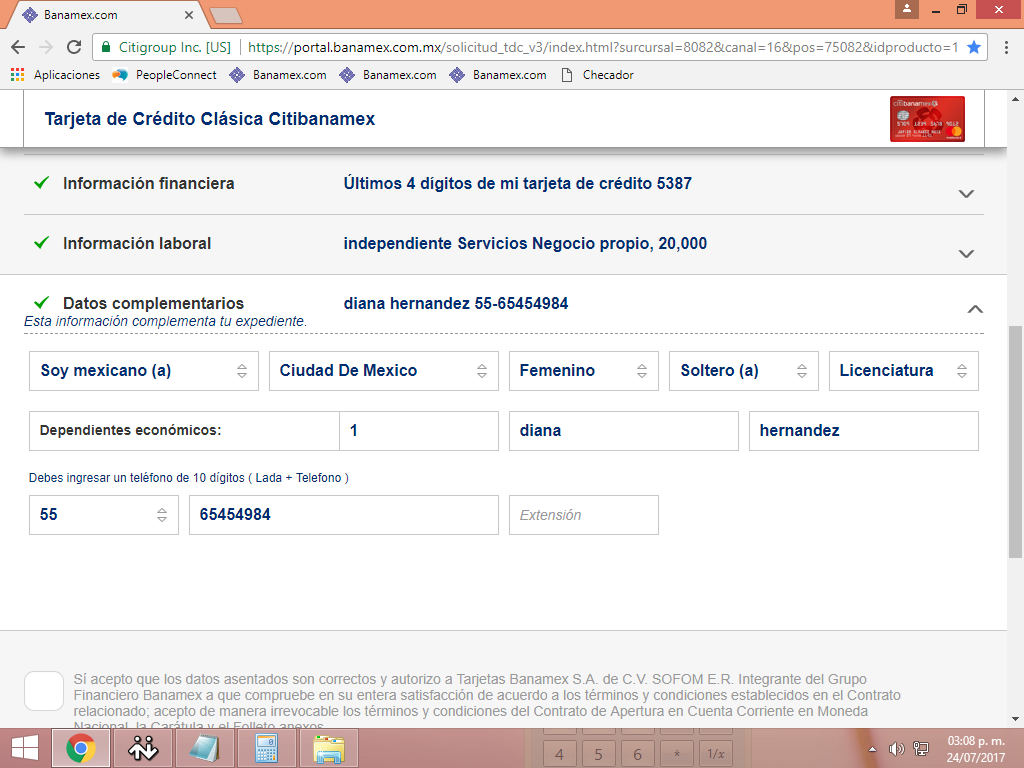 Banamex.com
Citigroup Inc. [US] https://portal.banamex.com.mx/solicitud_tdc_v3/index.html?surcursal=8082&canal=16&pos=75082&idproducto=1
Aplicaciones PeopleConnect Banamex.com Banamex.com Banamex.com Checador
Tarjeta de Crédito Clásica Citibanamex
citibanamex
Información financiera Últimos 4 dígitos de mi tarjeta de crédito 5387
Información laboral independiente Servicios Negocio propio, 20,000
Datos complementarios diana hernandez 55-65454984
Esta información complementa tu expediente.
Soy mexicano (a) Ciudad De Mexico Femenino Soltero (a) Licenciatura
Dependientes económicos: 1 diana hernandez
Debes ingresar un teléfono de 10 dígitos ( Lada + Telefono )
55 65454984 Extensión
Sí acepto que los datos asentados son correctos y autorizo a Tarjetas Banamex S.A. de C.V. SOFOM E.R. Integrante del Grupo
Financiero Banamex a que compruebe en su entera satisfacción de acuerdo a los términos y condiciones establecidos en el Contrato
relacionado; acepto de manera irrevocable los términos y condiciones del Contrato de Apertura en Cuenta Corriente en Moneda
Nacional, la Carátula y el Folleto anexos.
4 5 6 * 1/x
03:08 p. m.
24/07/2017